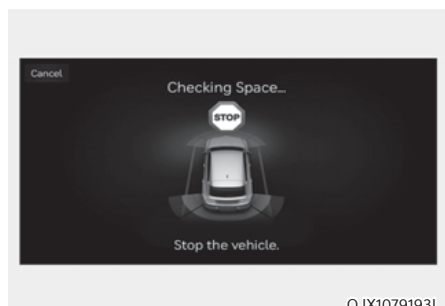 Cancel
Checking Space...
STOP
Stop the vehicle.
OJX1079193L